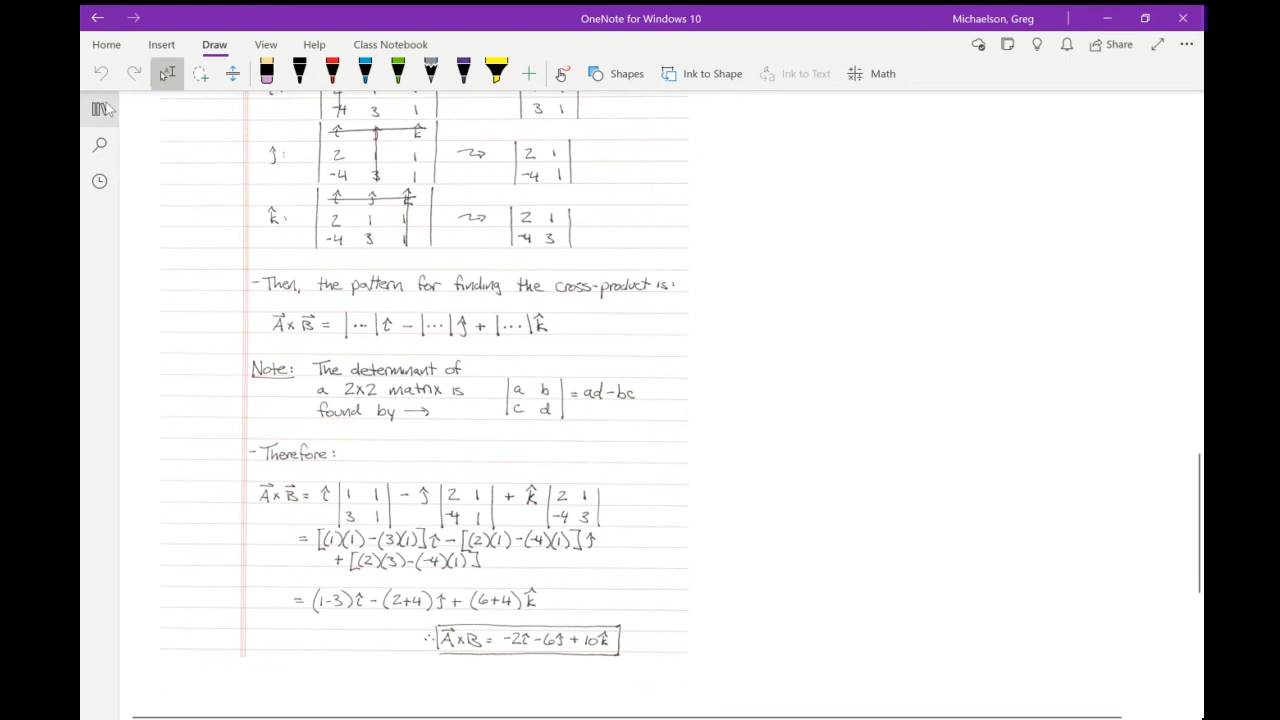 OneNote for Windows 10
Michaelson, Greg
Home Insert Draw View Help Class Notebook
Share
Shapes Ink to Shape Ink to Text Math
-4 3 1
3 1
î ĵ k̂
ĵ: 2 1 1 ⇝ 2 1
-4 3 1 -4 1
î ĵ k̂
k̂: 2 1 1 ⇝ 2 1
-4 3 1 -4 3
- Then, the pattern for finding the cross-product is:
A⃗ x B⃗ = |...| î - |...| ĵ + |...| k̂
Note: The determinant of
a 2x2 matrix is |a b| = ad-bc
found by → |c d|
- Therefore:
A⃗ x B⃗ = î |1 1| - ĵ |2 1| + k̂ |2 1|
|3 1| |-4 1| |-4 3|
= [(1)(1) - (3)(1)] î - [(2)(1) - (-4)(1)] ĵ
+ [(2)(3) - (-4)(1)]
= (1-3) î - (2+4) ĵ + (6+4) k̂
∴ A⃗ x B = -2î - 6ĵ + 10k̂